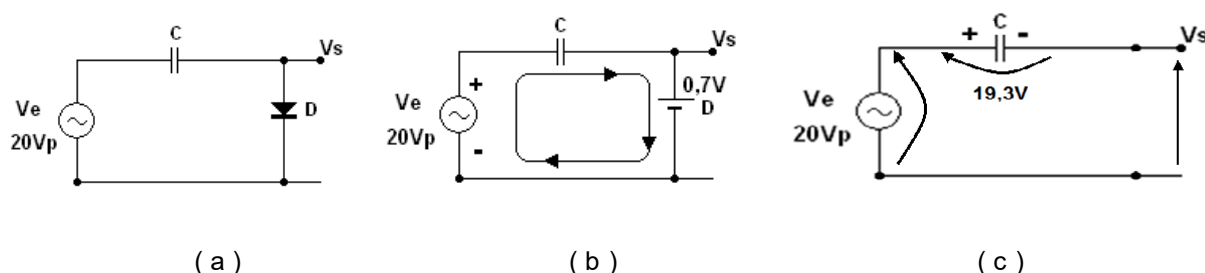 C
Vs
Ve
20Vp
D
( a )
C
Vs
0,7V
D
+
Ve
20Vp
-
( b )
+ C -
Vs
19,3V
Ve
20Vp
( c )